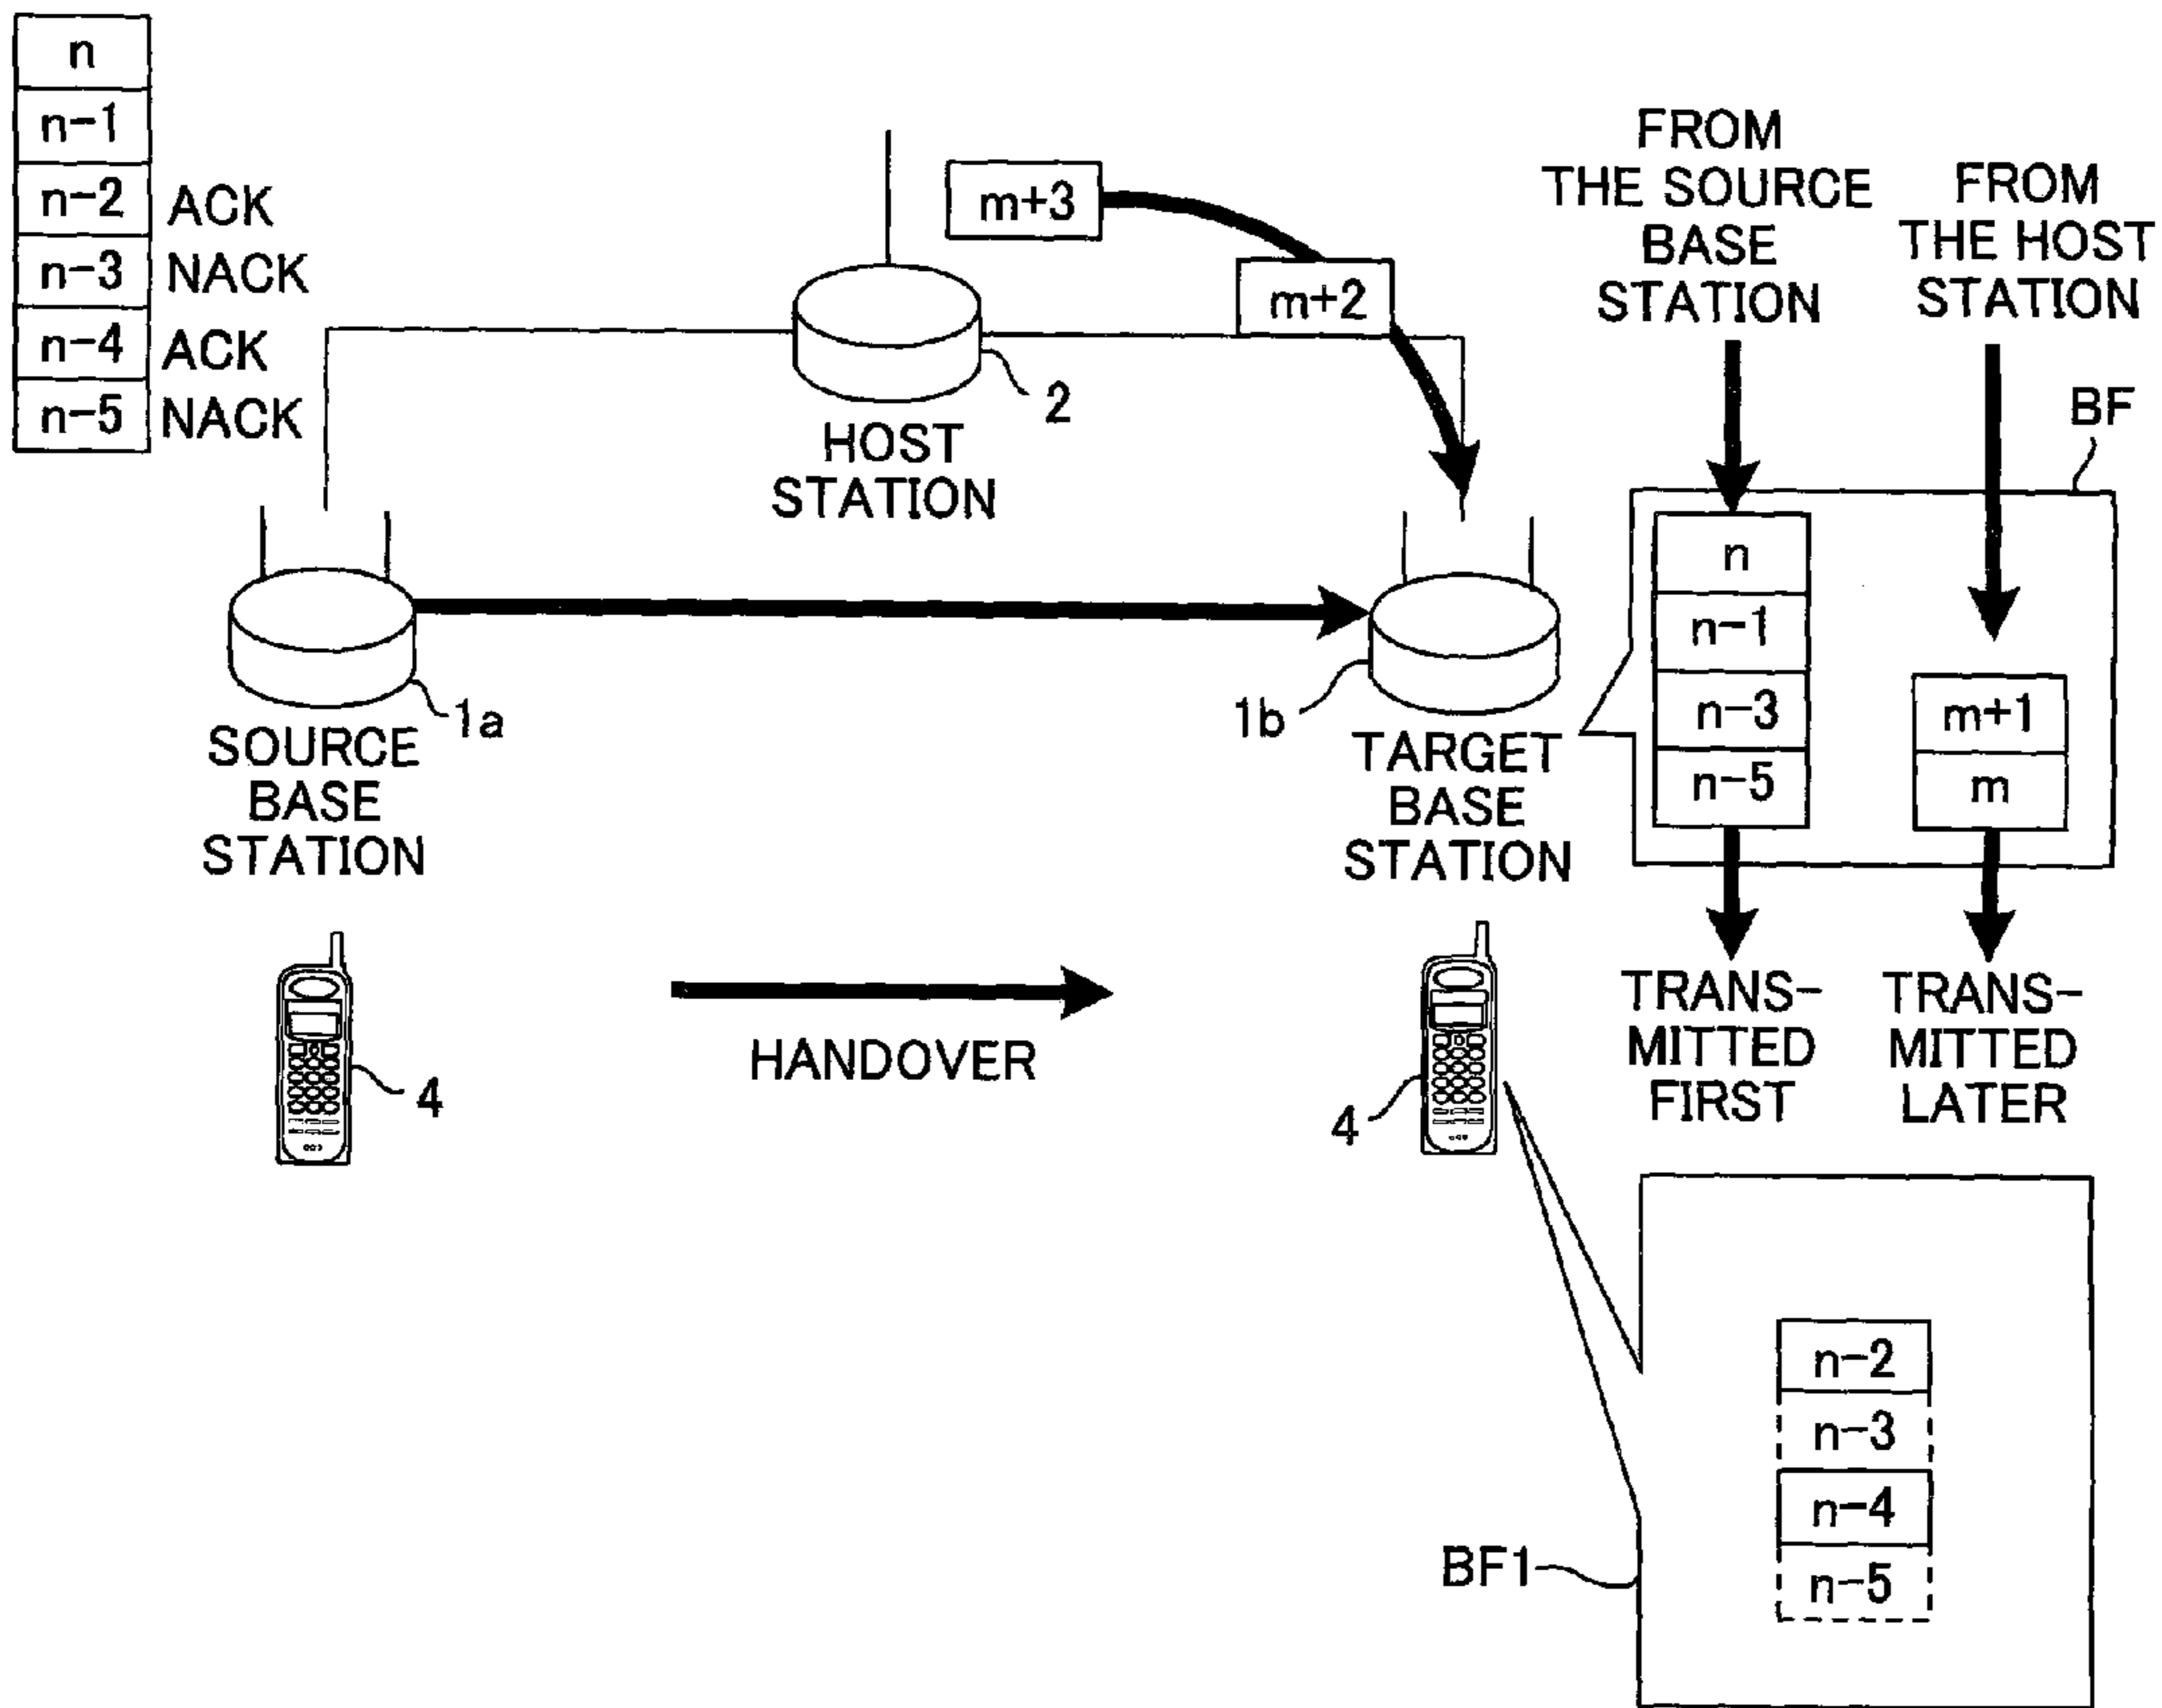 n
n-1
n-2 ACK
n-3 NACK
n-4 ACK
n-5 NACK
m+3
m+2
2
HOST
STATION
1a
SOURCE
BASE
STATION
1b
TARGET
BASE
STATION
FROM
THE SOURCE
BASE
STATION
FROM
THE HOST
STATION
BF
n
n-1
n-3
n-5
m+1
m
TRANS-
MITTED
FIRST
TRANS-
MITTED
LATER
4
HANDOVER
4
n-2
n-3
n-4
n-5
BF1